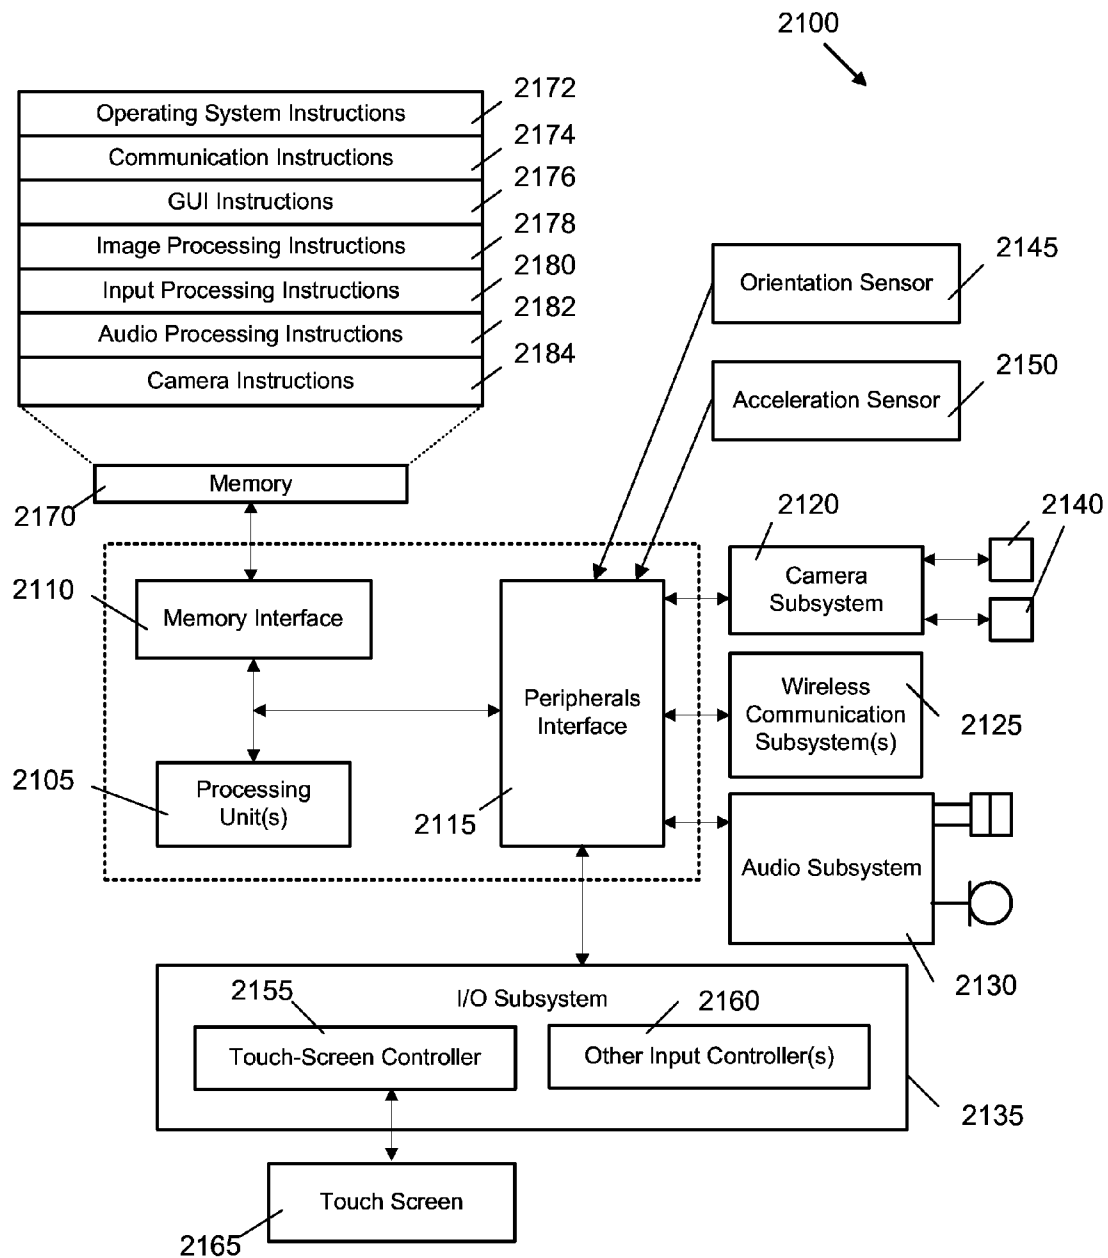 2100
Operating System Instructions
2172
Communication Instructions
2174
GUI Instructions
2176
Image Processing Instructions
2178
Input Processing Instructions
2180
Audio Processing Instructions
2182
Camera Instructions
2184
Orientation Sensor
2145
Acceleration Sensor
2150
Memory
2170
2110
Memory Interface
2105
Processing
Unit(s)
Peripherals
Interface
2115
2120
Camera
Subsystem
2140
Wireless
Communication
Subsystem(s)
2125
Audio Subsystem
2130
I/O Subsystem
2155
Touch-Screen Controller
2160
Other Input Controller(s)
2135
Touch Screen
2165